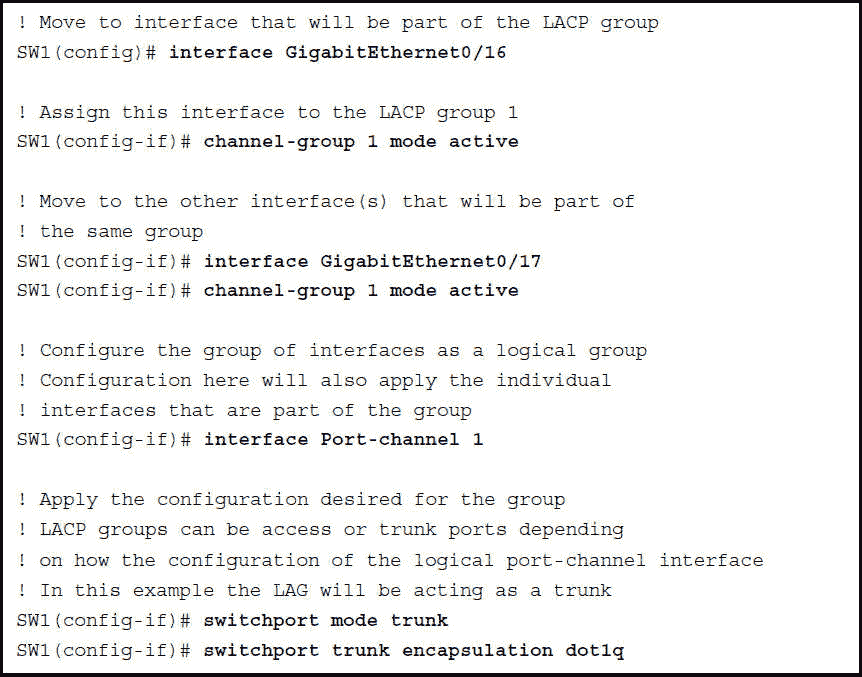 ! Move to interface that will be part of the LACP group
SW1(config)# interface GigabitEthernet0/16
! Assign this interface to the LACP group 1
SW1(config-if)# channel-group 1 mode active
! Move to the other interface(s) that will be part of
! the same group
SW1(config-if)# interface GigabitEthernet0/17
SW1(config-if)# channel-group 1 mode active
! Configure the group of interfaces as a logical group
! Configuration here will also apply the individual
! interfaces that are part of the group
SW1(config-if)# interface Port-channel 1
! Apply the configuration desired for the group
! LACP groups can be access or trunk ports depending
! on how the configuration of the logical port-channel interface
! In this example the LAG will be acting as a trunk
SW1(config-if)# switchport mode trunk
SW1(config-if)# switchport trunk encapsulation dot1q